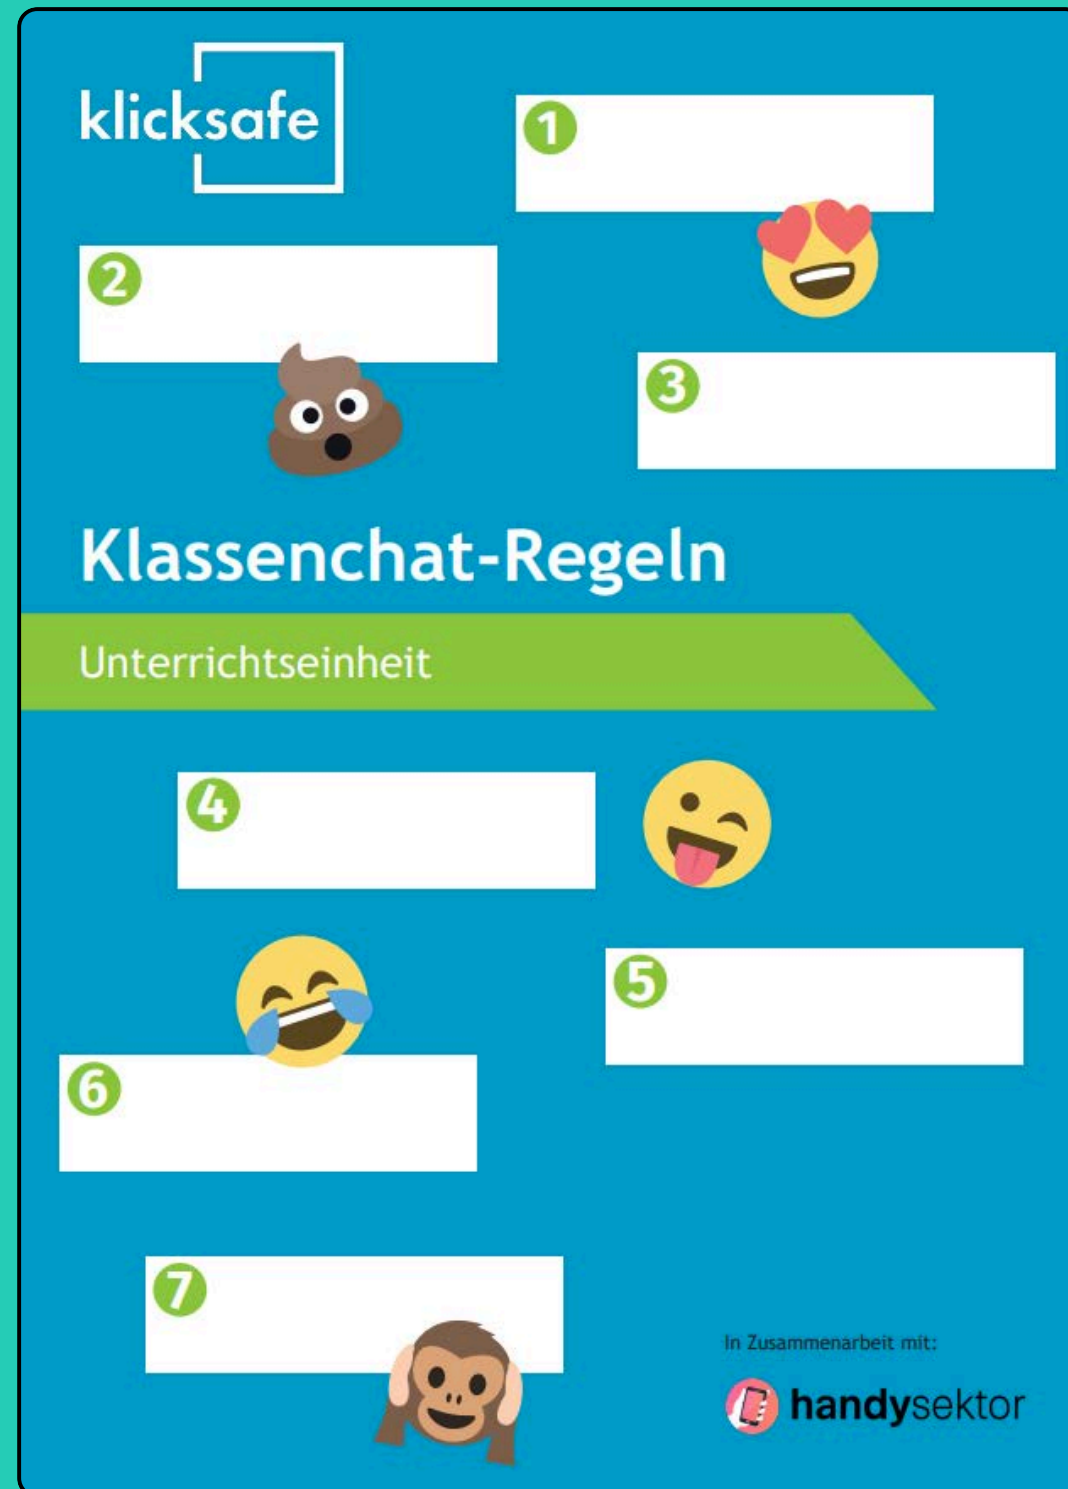 klicksafe
1
2
3
Klassenchat-Regeln
Unterrichtseinheit
4
5
6
7
In Zusammenarbeit mit:
handysektor